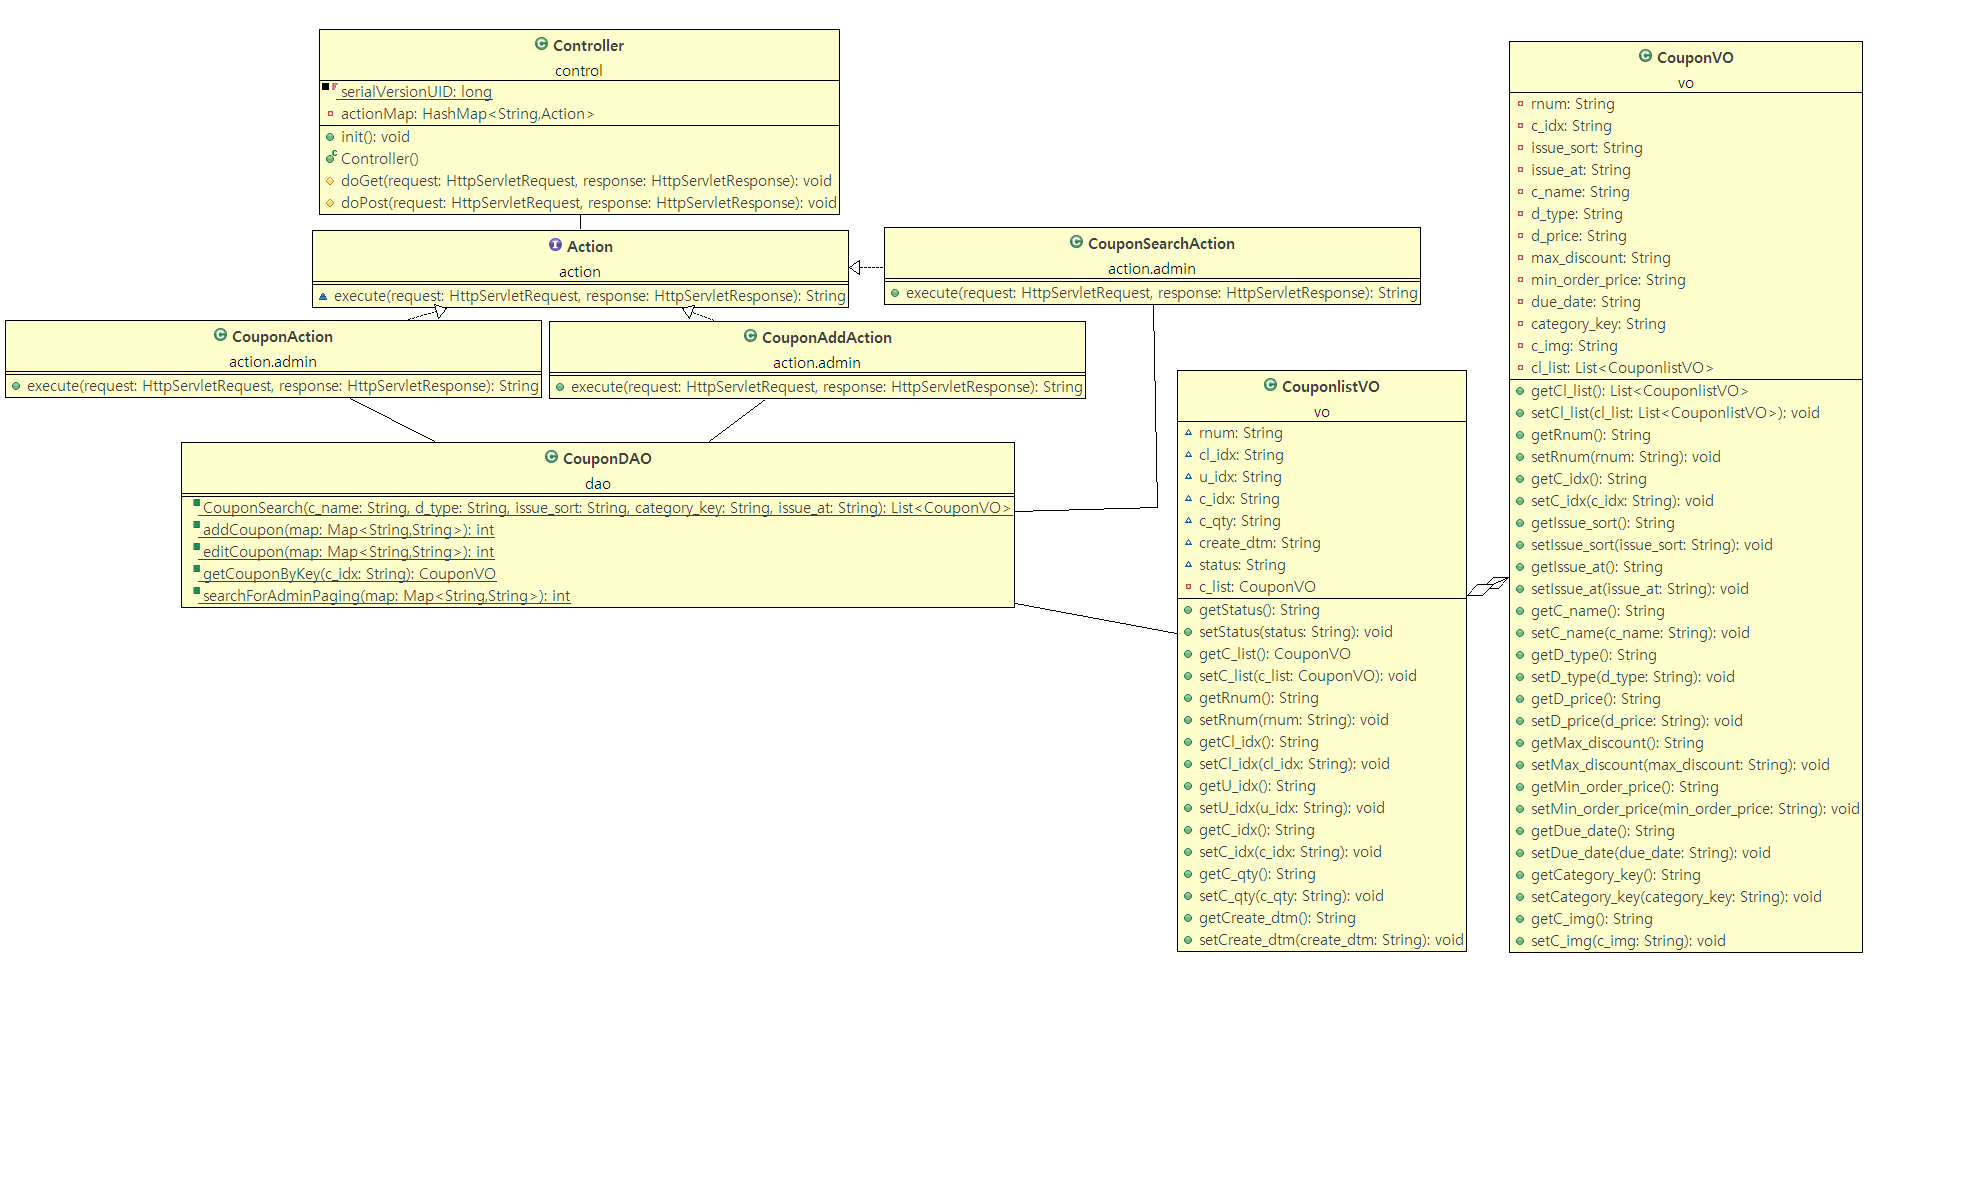 Controller
control
serialVersionUID: long
actionMap: HashMap<String,Action>
init(): void
Controller()
doGet(request: HttpServletRequest, response: HttpServletResponse): void
doPost(request: HttpServletRequest, response: HttpServletResponse): void
Action
action
execute(request: HttpServletRequest, response: HttpServletResponse): String
CouponSearchAction
action.admin
execute(request: HttpServletRequest, response: HttpServletResponse): String
CouponAction
action.admin
execute(request: HttpServletRequest, response: HttpServletResponse): String
CouponAddAction
action.admin
execute(request: HttpServletRequest, response: HttpServletResponse): String
CouponDAO
dao
CouponSearch(c_name: String, d_type: String, issue_sort: String, category_key: String, issue_at: String): List<CouponVO>
addCoupon(map: Map<String,String>): int
editCoupon(map: Map<String,String>): int
getCouponByKey(c_idx: String): CouponVO
searchForAdminPaging(map: Map<String,String>): int
CouponlistVO
vo
rnum: String
cl_idx: String
u_idx: String
c_idx: String
c_qty: String
create_dtm: String
status: String
c_list: CouponVO
getStatus(): String
setStatus(status: String): void
getC_list(): CouponVO
setC_list(c_list: CouponVO): void
getRnum(): String
setRnum(rnum: String): void
getCl_idx(): String
setCl_idx(cl_idx: String): void
getU_idx(): String
setU_idx(u_idx: String): void
getC_idx(): String
setC_idx(c_idx: String): void
getC_qty(): String
setC_qty(c_qty: String): void
getCreate_dtm(): String
setCreate_dtm(create_dtm: String): void
CouponVO
vo
rnum: String
c_idx: String
issue_sort: String
issue_at: String
c_name: String
d_type: String
d_price: String
max_discount: String
min_order_price: String
due_date: String
category_key: String
c_img: String
cl_list: List<CouponlistVO>
getCl_list(): List<CouponlistVO>
setCl_list(cl_list: List<CouponlistVO>): void
getRnum(): String
setRnum(rnum: String): void
getC_idx(): String
setC_idx(c_idx: String): void
getIssue_sort(): String
setIssue_sort(issue_sort: String): void
getIssue_at(): String
setIssue_at(issue_at: String): void
getC_name(): String
setC_name(c_name: String): void
getD_type(): String
setD_type(d_type: String): void
getD_price(): String
setD_price(d_price: String): void
getMax_discount(): String
setMax_discount(max_discount: String): void
getMin_order_price(): String
setMin_order_price(min_order_price: String): void
getDue_date(): String
setDue_date(due_date: String): void
getCategory_key(): String
setCategory_key(category_key: String): void
getC_img(): String
setC_img(c_img: String): void